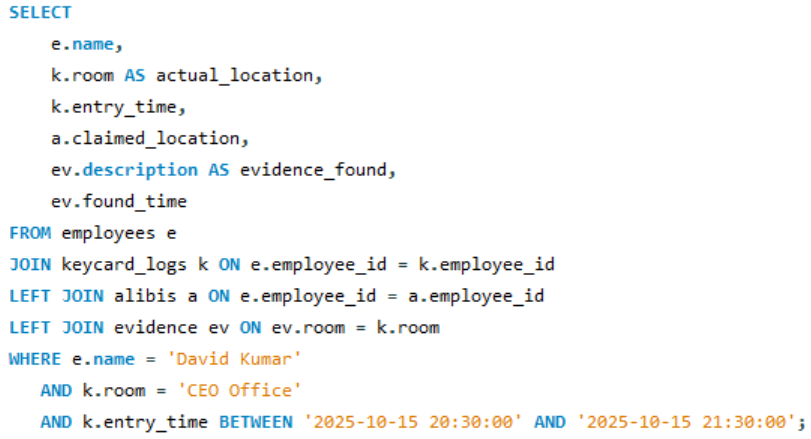 SELECT
    e.name,
    k.room AS actual_location,
    k.entry_time,
    a.claimed_location,
    ev.description AS evidence_found,
    ev.found_time
FROM employees e
JOIN keycard_logs k ON e.employee_id = k.employee_id
LEFT JOIN alibis a ON e.employee_id = a.employee_id
LEFT JOIN evidence ev ON ev.room = k.room
WHERE e.name = 'David Kumar'
   AND k.room = 'CEO Office'
   AND k.entry_time BETWEEN '2025-10-15 20:30:00' AND '2025-10-15 21:30:00';